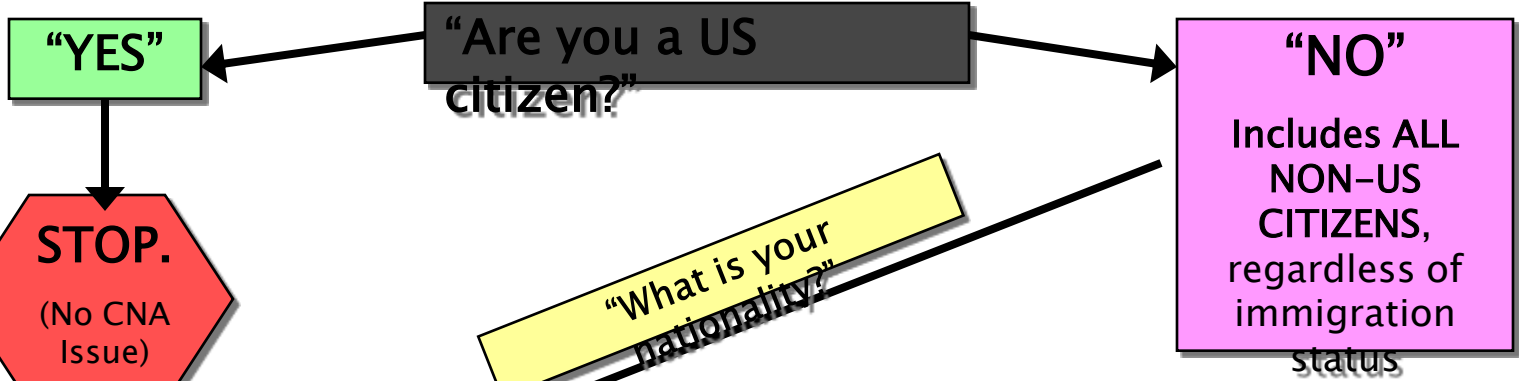 “YES”
“Are you a US
citizen?”
“NO”
Includes ALL
NON–US
CITIZENS,
regardless of
immigration
status
STOP.
(No CNA
Issue)
“What is your
nationality?”